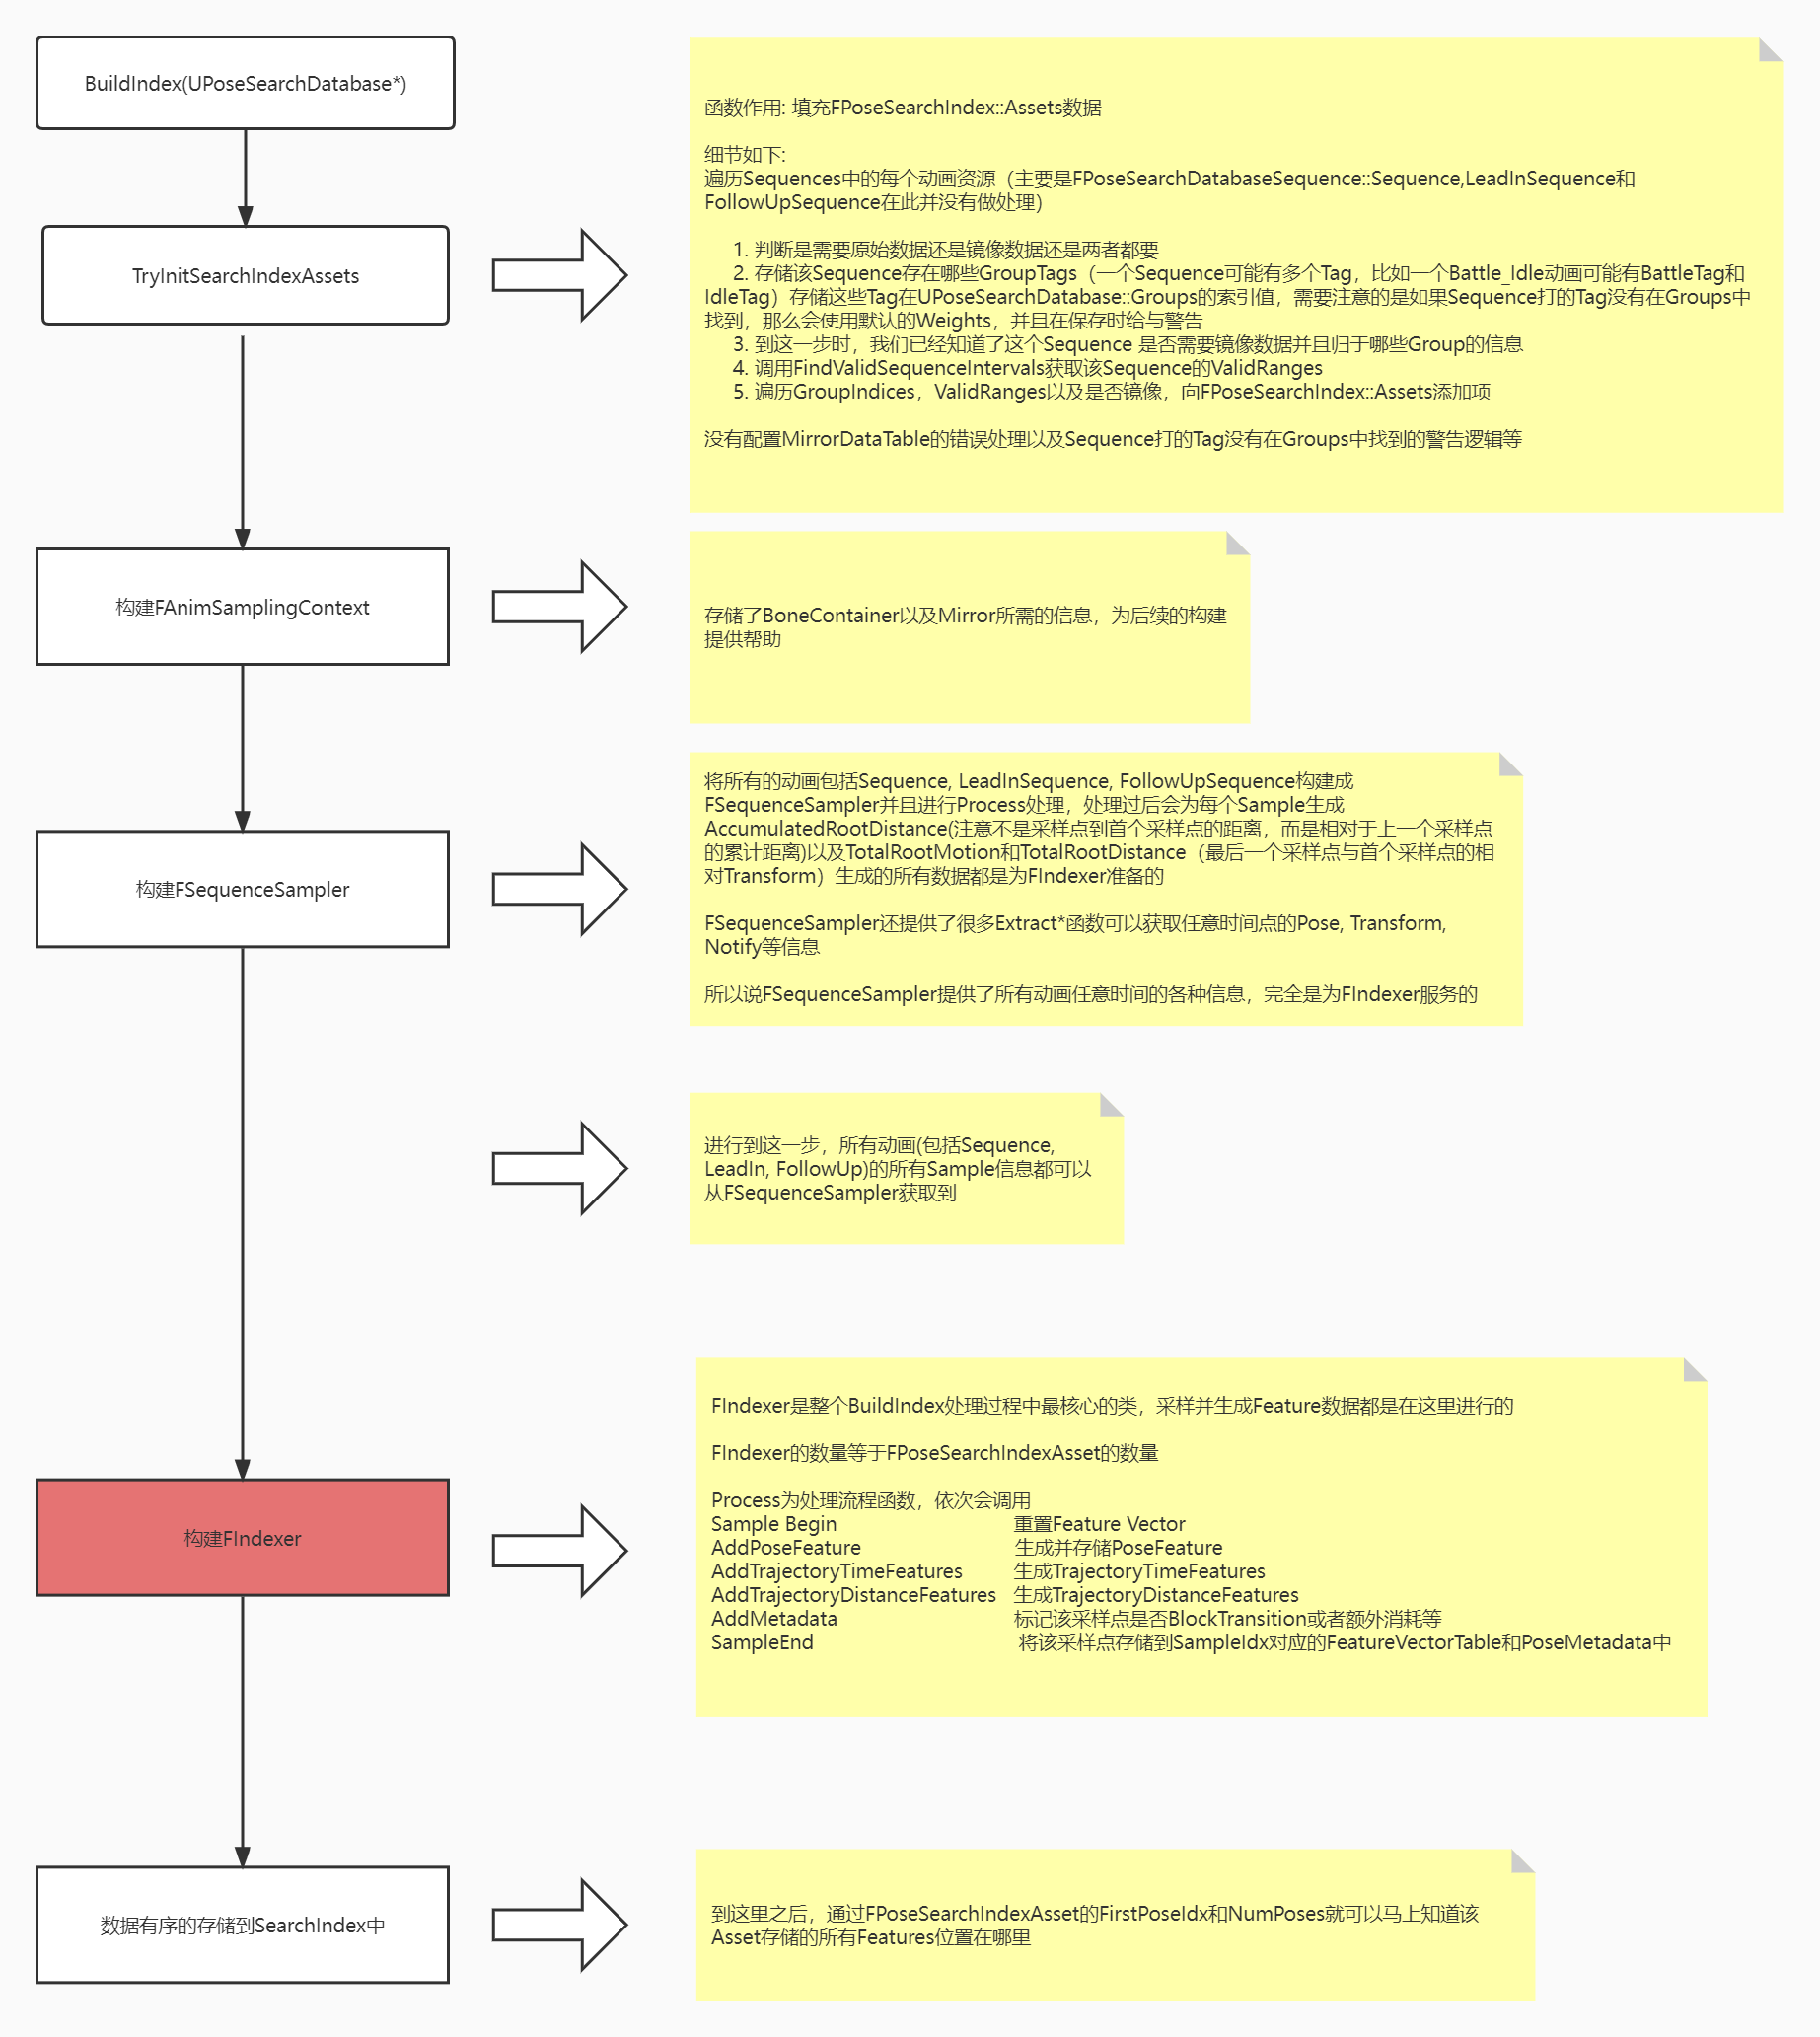 BuildIndex(UPoseSearchDatabase*)
函数作用: 填充FPoseSearchIndex::Assets数据
细节如下:
遍历Sequences中的每个动画资源（主要是FPoseSearchDatabaseSequence::Sequence,LeadInSequence和
FollowUpSequence在此并没有做处理）
1. 判断是需要原始数据还是镜像数据还是两者都要
2. 存储该Sequence存在哪些GroupTags（一个Sequence可能有多个Tag，比如一个Battle_Idle动画可能有BattleTag和
IdleTag）存储这些Tag在UPoseSearchDatabase::Groups的索引值，需要注意的是如果Sequence打的Tag没有在Groups中
找到，那么会使用默认的Weights，并且在保存时给与警告
3. 到这一步时，我们已经知道了这个Sequence 是否需要镜像数据并且归于哪些Group的信息
4. 调用FindValidSequenceIntervals获取该Sequence的ValidRanges
5. 遍历GroupIndices，ValidRanges以及是否镜像，向FPoseSearchIndex::Assets添加项
没有配置MirrorDataTable的错误处理以及Sequence打的Tag没有在Groups中找到的警告逻辑等
TryInitSearchIndexAssets
构建FAnimSamplingContext
存储了BoneContainer以及Mirror所需的信息，为后续的构建
提供帮助
构建FSequenceSampler
将所有的动画包括Sequence, LeadInSequence, FollowUpSequence构建成
FSequenceSampler并且进行Process处理，处理过后会为每个Sample生成
AccumulatedRootDistance(注意不是采样点到首个采样点的距离，而是相对于上一个采样点
的累计距离)以及TotalRootMotion和TotalRootDistance（最后一个采样点与首个采样点的相
对Transform）生成的所有数据都是为FIndexer准备的
FSequenceSampler还提供了很多Extract*函数可以获取任意时间点的Pose, Transform,
Notify等信息
所以说FSequenceSampler提供了所有动画任意时间的各种信息，完全是为FIndexer服务的
进行到这一步，所有动画(包括Sequence,
LeadIn, FollowUp)的所有Sample信息都可以
从FSequenceSampler获取到
构建FIndexer
FIndexer是整个BuildIndex处理过程中最核心的类，采样并生成Feature数据都是在这里进行的
FIndexer的数量等于FPoseSearchIndexAsset的数量
Process为处理流程函数，依次会调用
Sample Begin 重置Feature Vector
AddPoseFeature 生成并存储PoseFeature
AddTrajectoryTimeFeatures 生成TrajectoryTimeFeatures
AddTrajectoryDistanceFeatures 生成TrajectoryDistanceFeatures
AddMetadata 标记该采样点是否BlockTransition或者额外消耗等
SampleEnd 将该采样点存储到SampleIdx对应的FeatureVectorTable和PoseMetadata中
数据有序的存储到SearchIndex中
到这里之后，通过FPoseSearchIndexAsset的FirstPoseIdx和NumPoses就可以马上知道该
Asset存储的所有Features位置在哪里